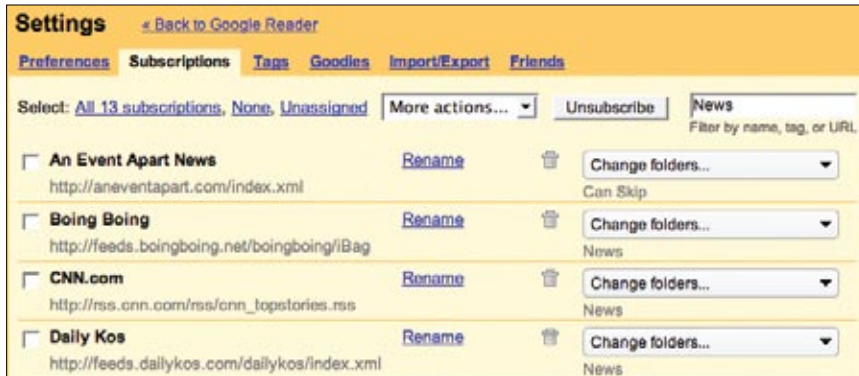 Settings « Back to Google Reader
Preferences Subscriptions Tags Goodies Import/Export Friends
Select: All 13 subscriptions, None, Unassigned More actions... Unsubscribe News
Filter by name, tag, or URL
An Event Apart News Rename Change folders...
http://aneventapart.com/index.xml Can Skip
Boing Boing Rename Change folders...
http://feeds.boingboing.net/boingboing/iBag News
CNN.com Rename Change folders...
http://rss.cnn.com/rss/cnn_topstories.rss News
Daily Kos Rename Change folders...
http://feeds.dailykos.com/dailykos/index.xml News